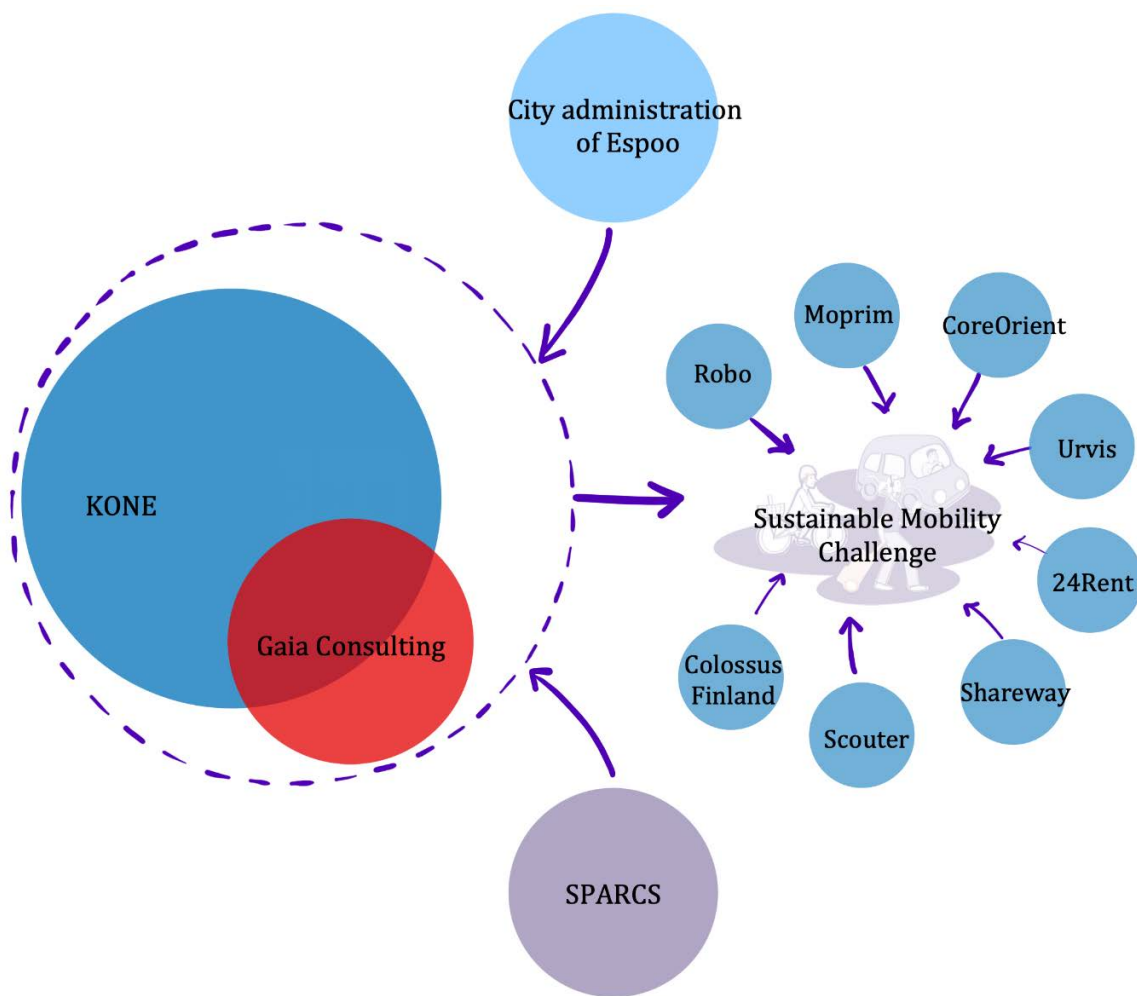 City administration
of Espoo
Moprim
CoreOrient
Robo
Urvis
KONE
Sustainable Mobility
Challenge
24Rent
Gaia Consulting
Colossus
Finland
Shareway
Scouter
SPARCS